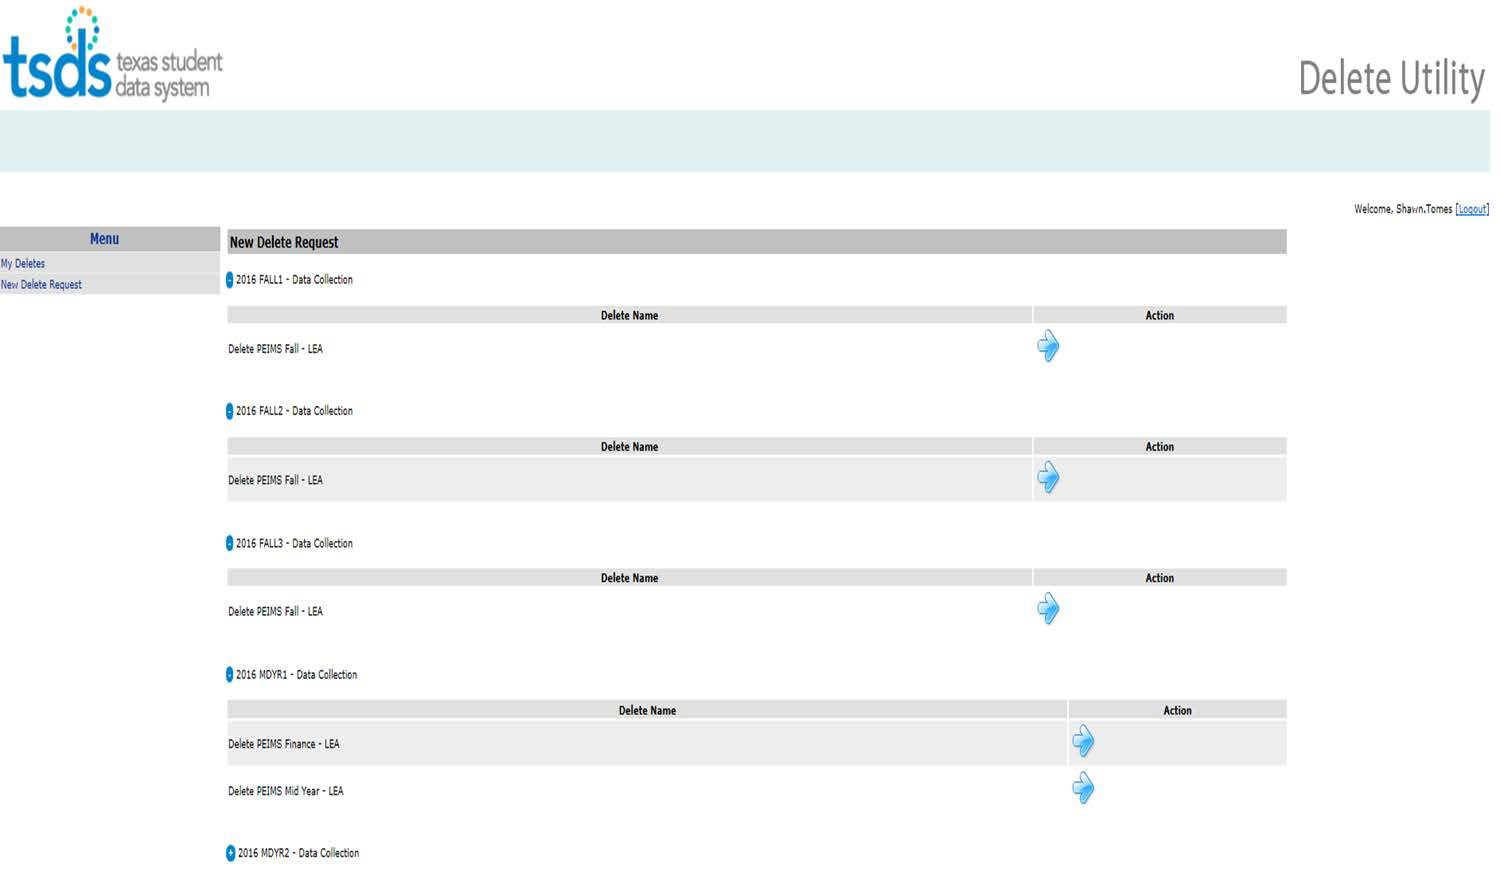 tsds texas student
data system
Delete Utility
Welcome, Shawn.Tomes [Logout]
Menu
My Deletes
New Delete Request
New Delete Request
- 2016 FALL1 - Data Collection
Delete Name Action
Delete PEIMS Fall - LEA
- 2016 FALL2 - Data Collection
Delete Name Action
Delete PEIMS Fall - LEA
- 2016 FALL3 - Data Collection
Delete Name Action
Delete PEIMS Fall - LEA
- 2016 MDYR1 - Data Collection
Delete Name Action
Delete PEIMS Finance - LEA
Delete PEIMS Mid Year - LEA
+ 2016 MDYR2 - Data Collection